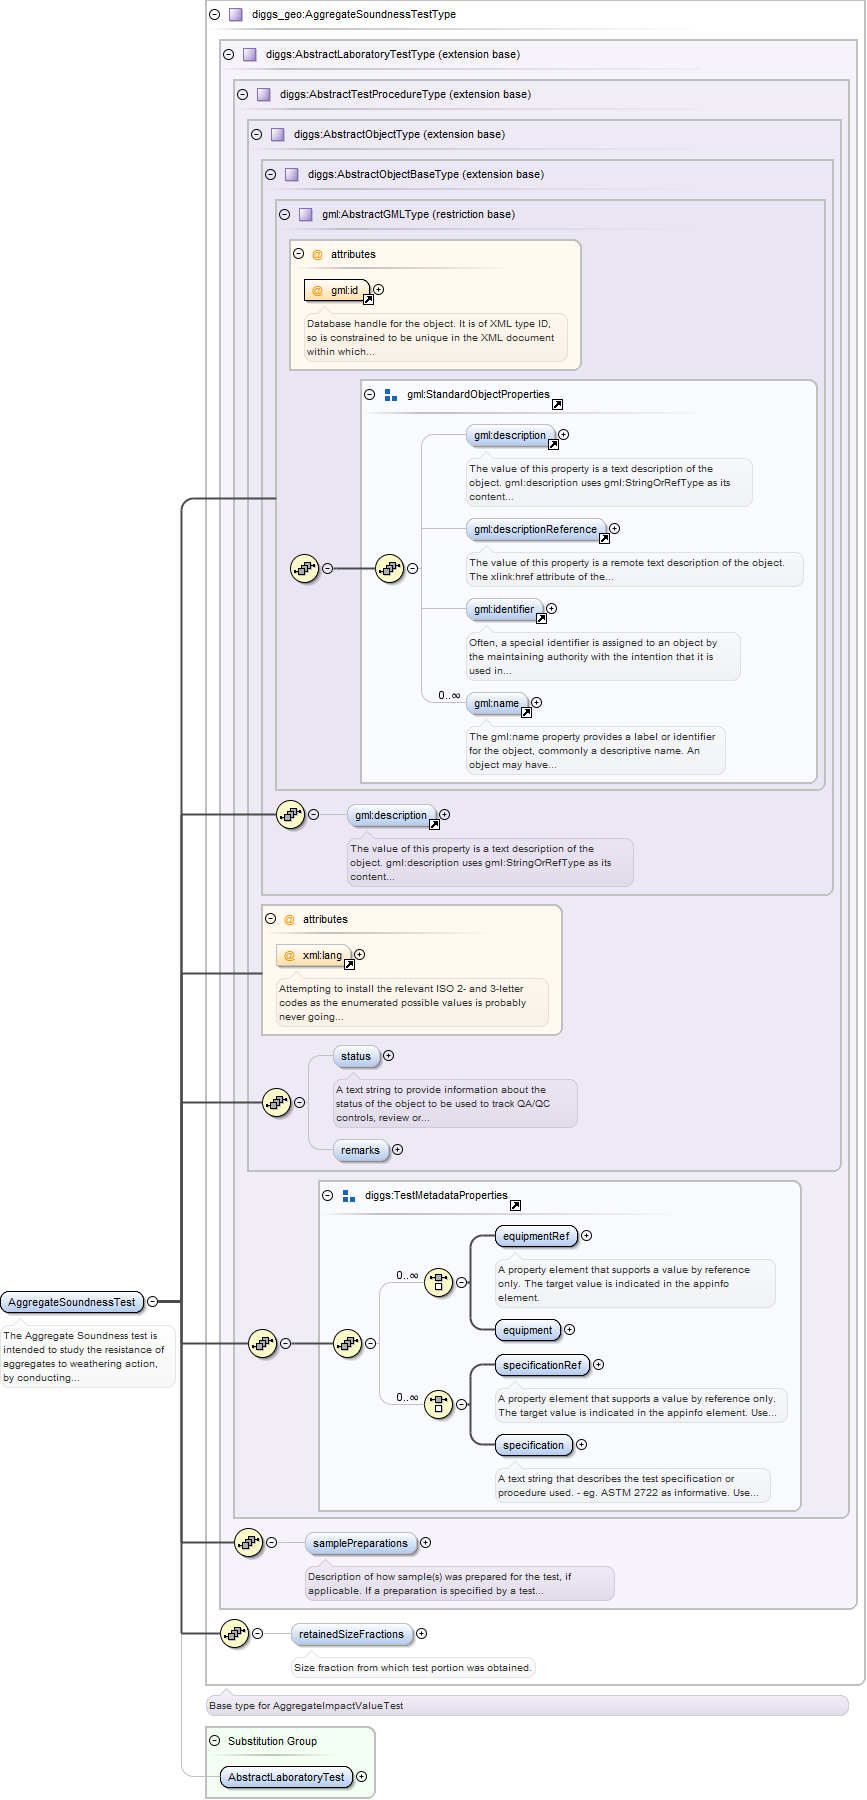 diggs_geo:AggregateSoundnessTestType
diggs:AbstractLaboratoryTestType (extension base)
diggs:AbstractTestProcedureType (extension base)
diggs:AbstractObjectType (extension base)
diggs:AbstractObjectBaseType (extension base)
gml:AbstractGMLType (restriction base)
@ attributes
@ gml:id
Database handle for the object. It is of XML type ID,
so is constrained to be unique in the XML document
within which...
gml:StandardObjectProperties
gml:description
The value of this property is a text description of the
object. gml:description uses gml:StringOrRefType as its
content...
gml:descriptionReference
The value of this property is a remote text description of the object.
The xlink:href attribute of the...
gml:identifier
Often, a special identifier is assigned to an object by
the maintaining authority with the intention that it is
used in...
0..∞
gml:name
The gml:name property provides a label or identifier
for the object, commonly a descriptive name. An
object may have...
gml:description
The value of this property is a text description of the
object. gml:description uses gml:StringOrRefType as its
content...
@ attributes
@ xml:lang
Attempting to install the relevant ISO 2- and 3-letter
codes as the enumerated possible values is probably
never going...
status
A text string to provide information about the
status of the object to be used to track QA/QC
controls, review or...
remarks
diggs:TestMetadataProperties
equipmentRef
0..∞
A property element that supports a value by reference
only. The target value is indicated in the appinfo
element.
equipment
AggregateSoundnessTest
The Aggregate Soundness test is
intended to study the resistance of
aggregates to weathering action,
by conducting...
specificationRef
0..∞
A property element that supports a value by reference only.
The target value is indicated in the appinfo element. Use...
specification
A text string that describes the test specification or
procedure used. - eg. ASTM 2722 as informative. Use...
samplePreparations
Description of how sample(s) was prepared for the test, if
applicable. If a preparation is specified by a test...
retainedSizeFractions
Size fraction from which test portion was obtained.
Base type for AggregateImpactValueTest
Substitution Group
AbstractLaboratoryTest